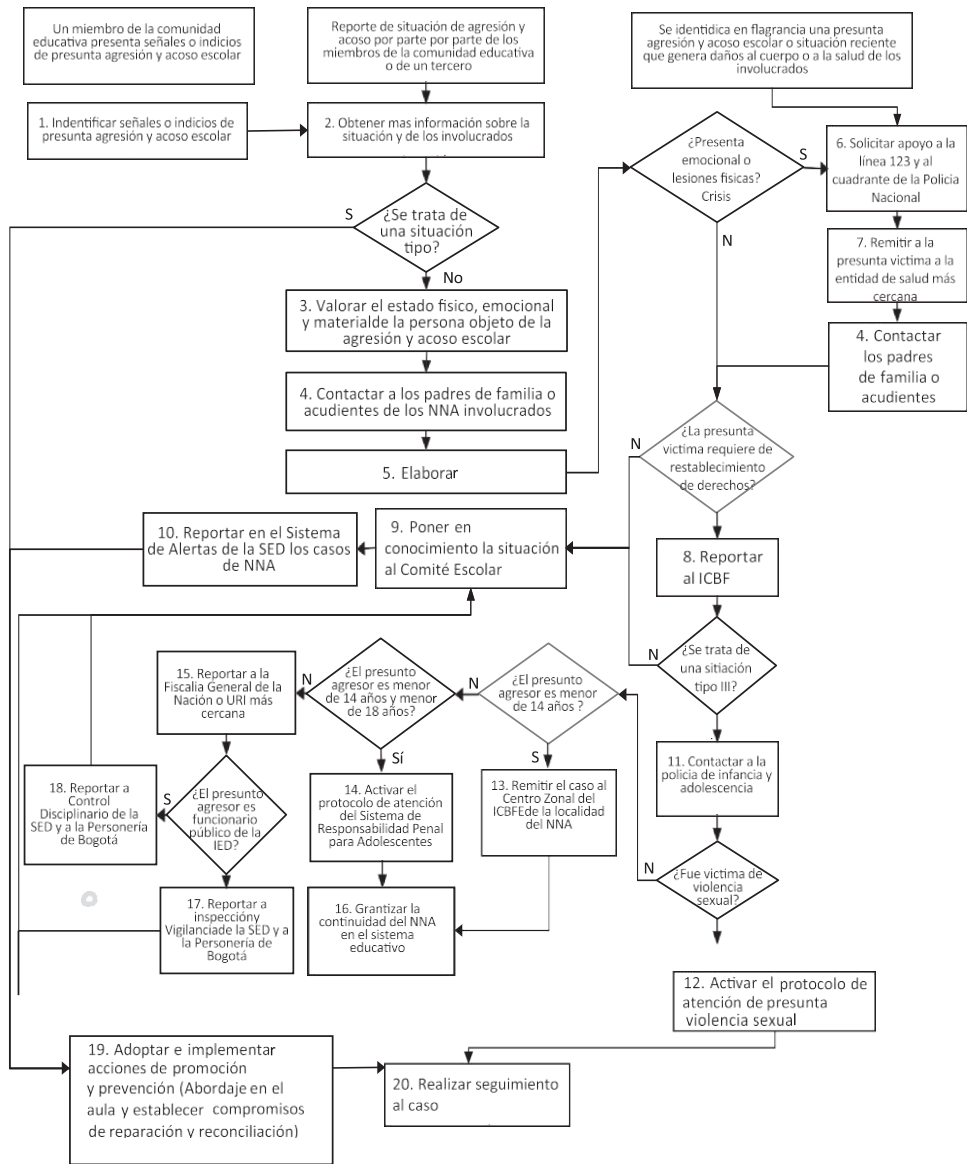 Un miembro de la comunidad
educativa presenta señales o indicios
de presunta agresión y acoso escolar
Reporte de situación de agresión y
acoso por parte por parte de los
miembros de la comunidad educativa
o de un tercero
Se identidica en flagrancia una presunta
agresión y acoso escolar o situación reciente
que genera daños al cuerpo o a la salud de los
involucrados
1. Indentificar señales o indicios de
presunta agresión y acoso escolar
2. Obtener mas información sobre la
situación y de los involucrados
¿Presenta
emocional o
lesiones fisicas?
Crisis
S
N
6. Solicitar apoyo a la
línea 123 y al
cuadrante de la Policia
Nacional
S
¿Se trata de
una situación
tipo?
No
7. Remitir a la
presunta victima a la
entidad de salud más
cercana
3. Valorar el estado fisico, emocional
y materialde la persona objeto de la
agresión y acoso escolar
4. Contactar
los padres
de familia o
acudientes
4. Contactar a los padres de familia o
acudientes de los NNA involucrados
N
¿La presunta
victima requiere de
restablecimiento
de derechos?
5. Elaborar
10. Reportar en el Sistema
de Alertas de la SED los casos
de NNA
9. Poner en
conocimiento la situación
al Comité Escolar
8. Reportar
al ICBF
N
¿Se trata de
una sitiación
tipo III?
15. Reportar a la
Fiscalia General de la
Nación o URI más
cercana
N
¿El presunto
agresor es menor
de 14 años y menor
de 18 años?
Sí
N
¿El presunto
agresor es menor
de 14 años ?
S
11. Contactar a la
policia de infancia y
adolescencia
18. Reportar a
Control
Disciplinario de la
SED y a la Personería
de Bogotá
S
¿El presunto
agresor es
funcionario
público de la
IED?
14. Activar el
protocolo de atención
del Sistema de
Responsabilidad Penal
para Adolescentes
13. Remitir el caso al
Centro Zonal del
ICBFEde la localidad
del NNA
N
¿Fue victima de
violencia
sexual?
17. Reportar a
inspeccióny
Vigilanciade la SED y a
la Personería de
Bogotá
16. Grantizar la
continuidad del NNA
en el sistema
educativo
12. Activar el protocolo de
atención de presunta
violencia sexual
19. Adoptar e implementar
acciones de promoción
y prevención (Abordaje en el
aula y establecer compromisos
de reparación y reconciliación)
20. Realizar seguimiento
al caso